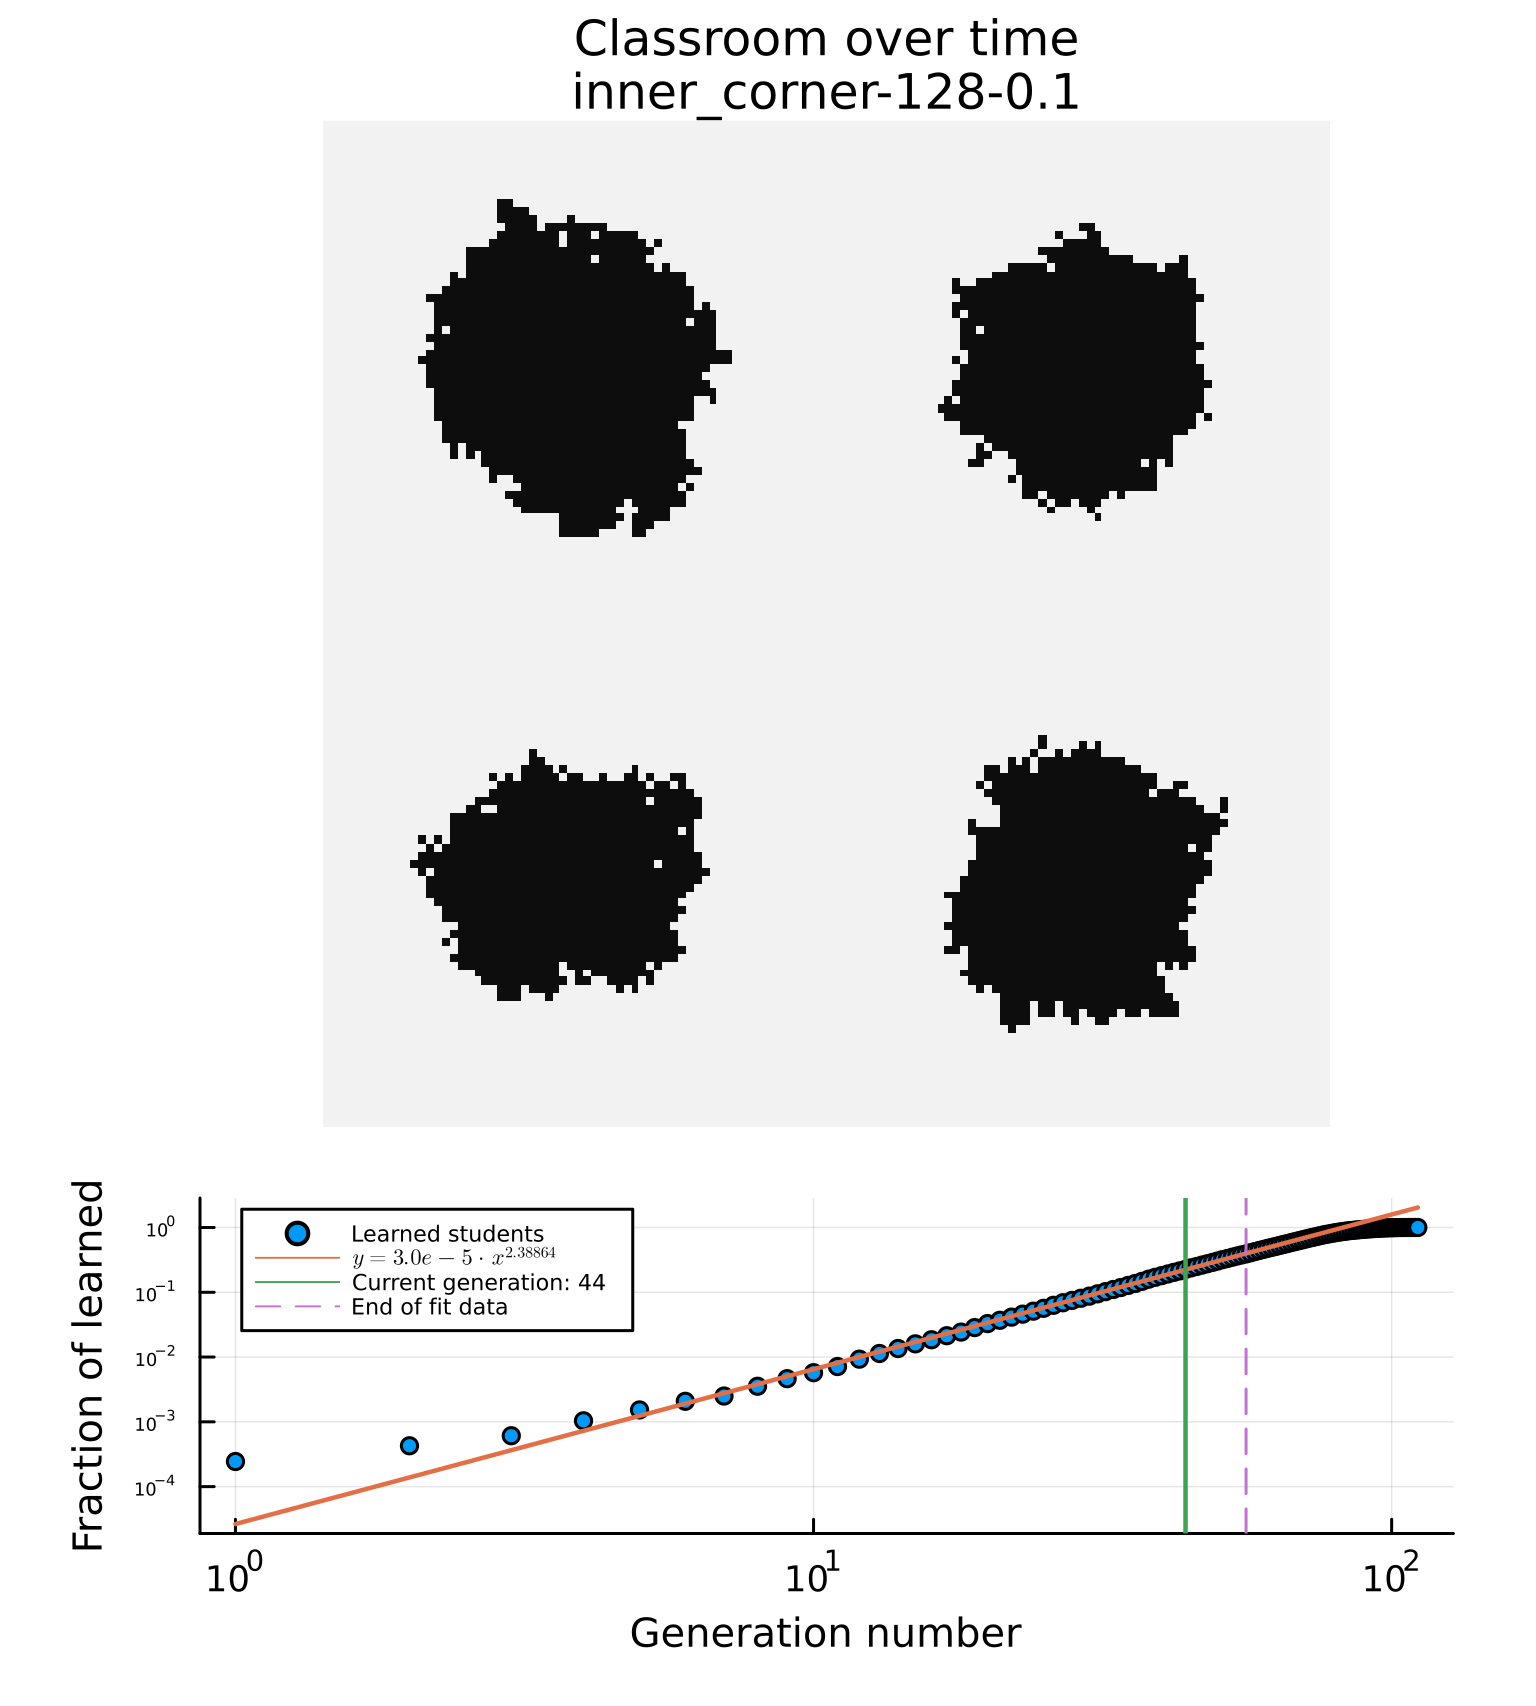 Classroom over time
inner_corner-128-0.1
Fraction of learned
10^0
10^−1
10^−2
10^−3
10^−4
Learned students
y = 3.0e − 5 · x^2.38864
Current generation: 44
End of fit data
10^0
10^1
10^2
Generation number